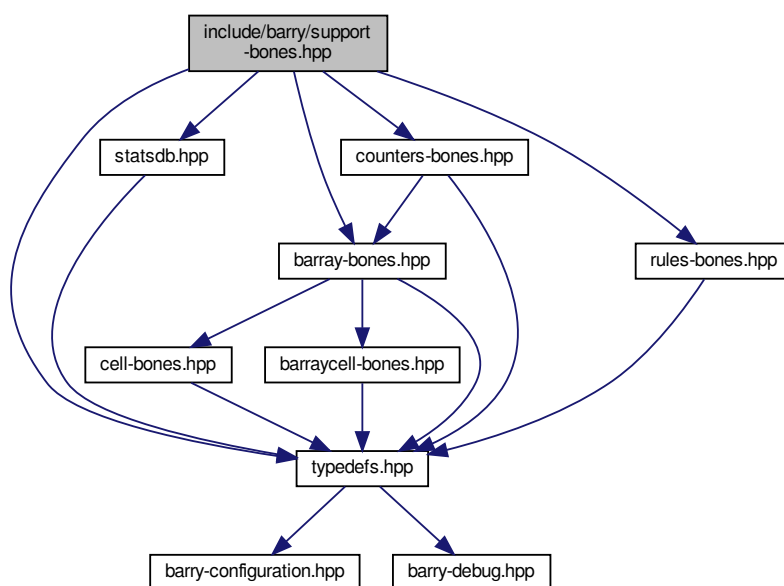 include/barry/support
-bones.hpp
statsdb.hpp
counters-bones.hpp
barray-bones.hpp
rules-bones.hpp
cell-bones.hpp
barraycell-bones.hpp
typedefs.hpp
barry-configuration.hpp
barry-debug.hpp